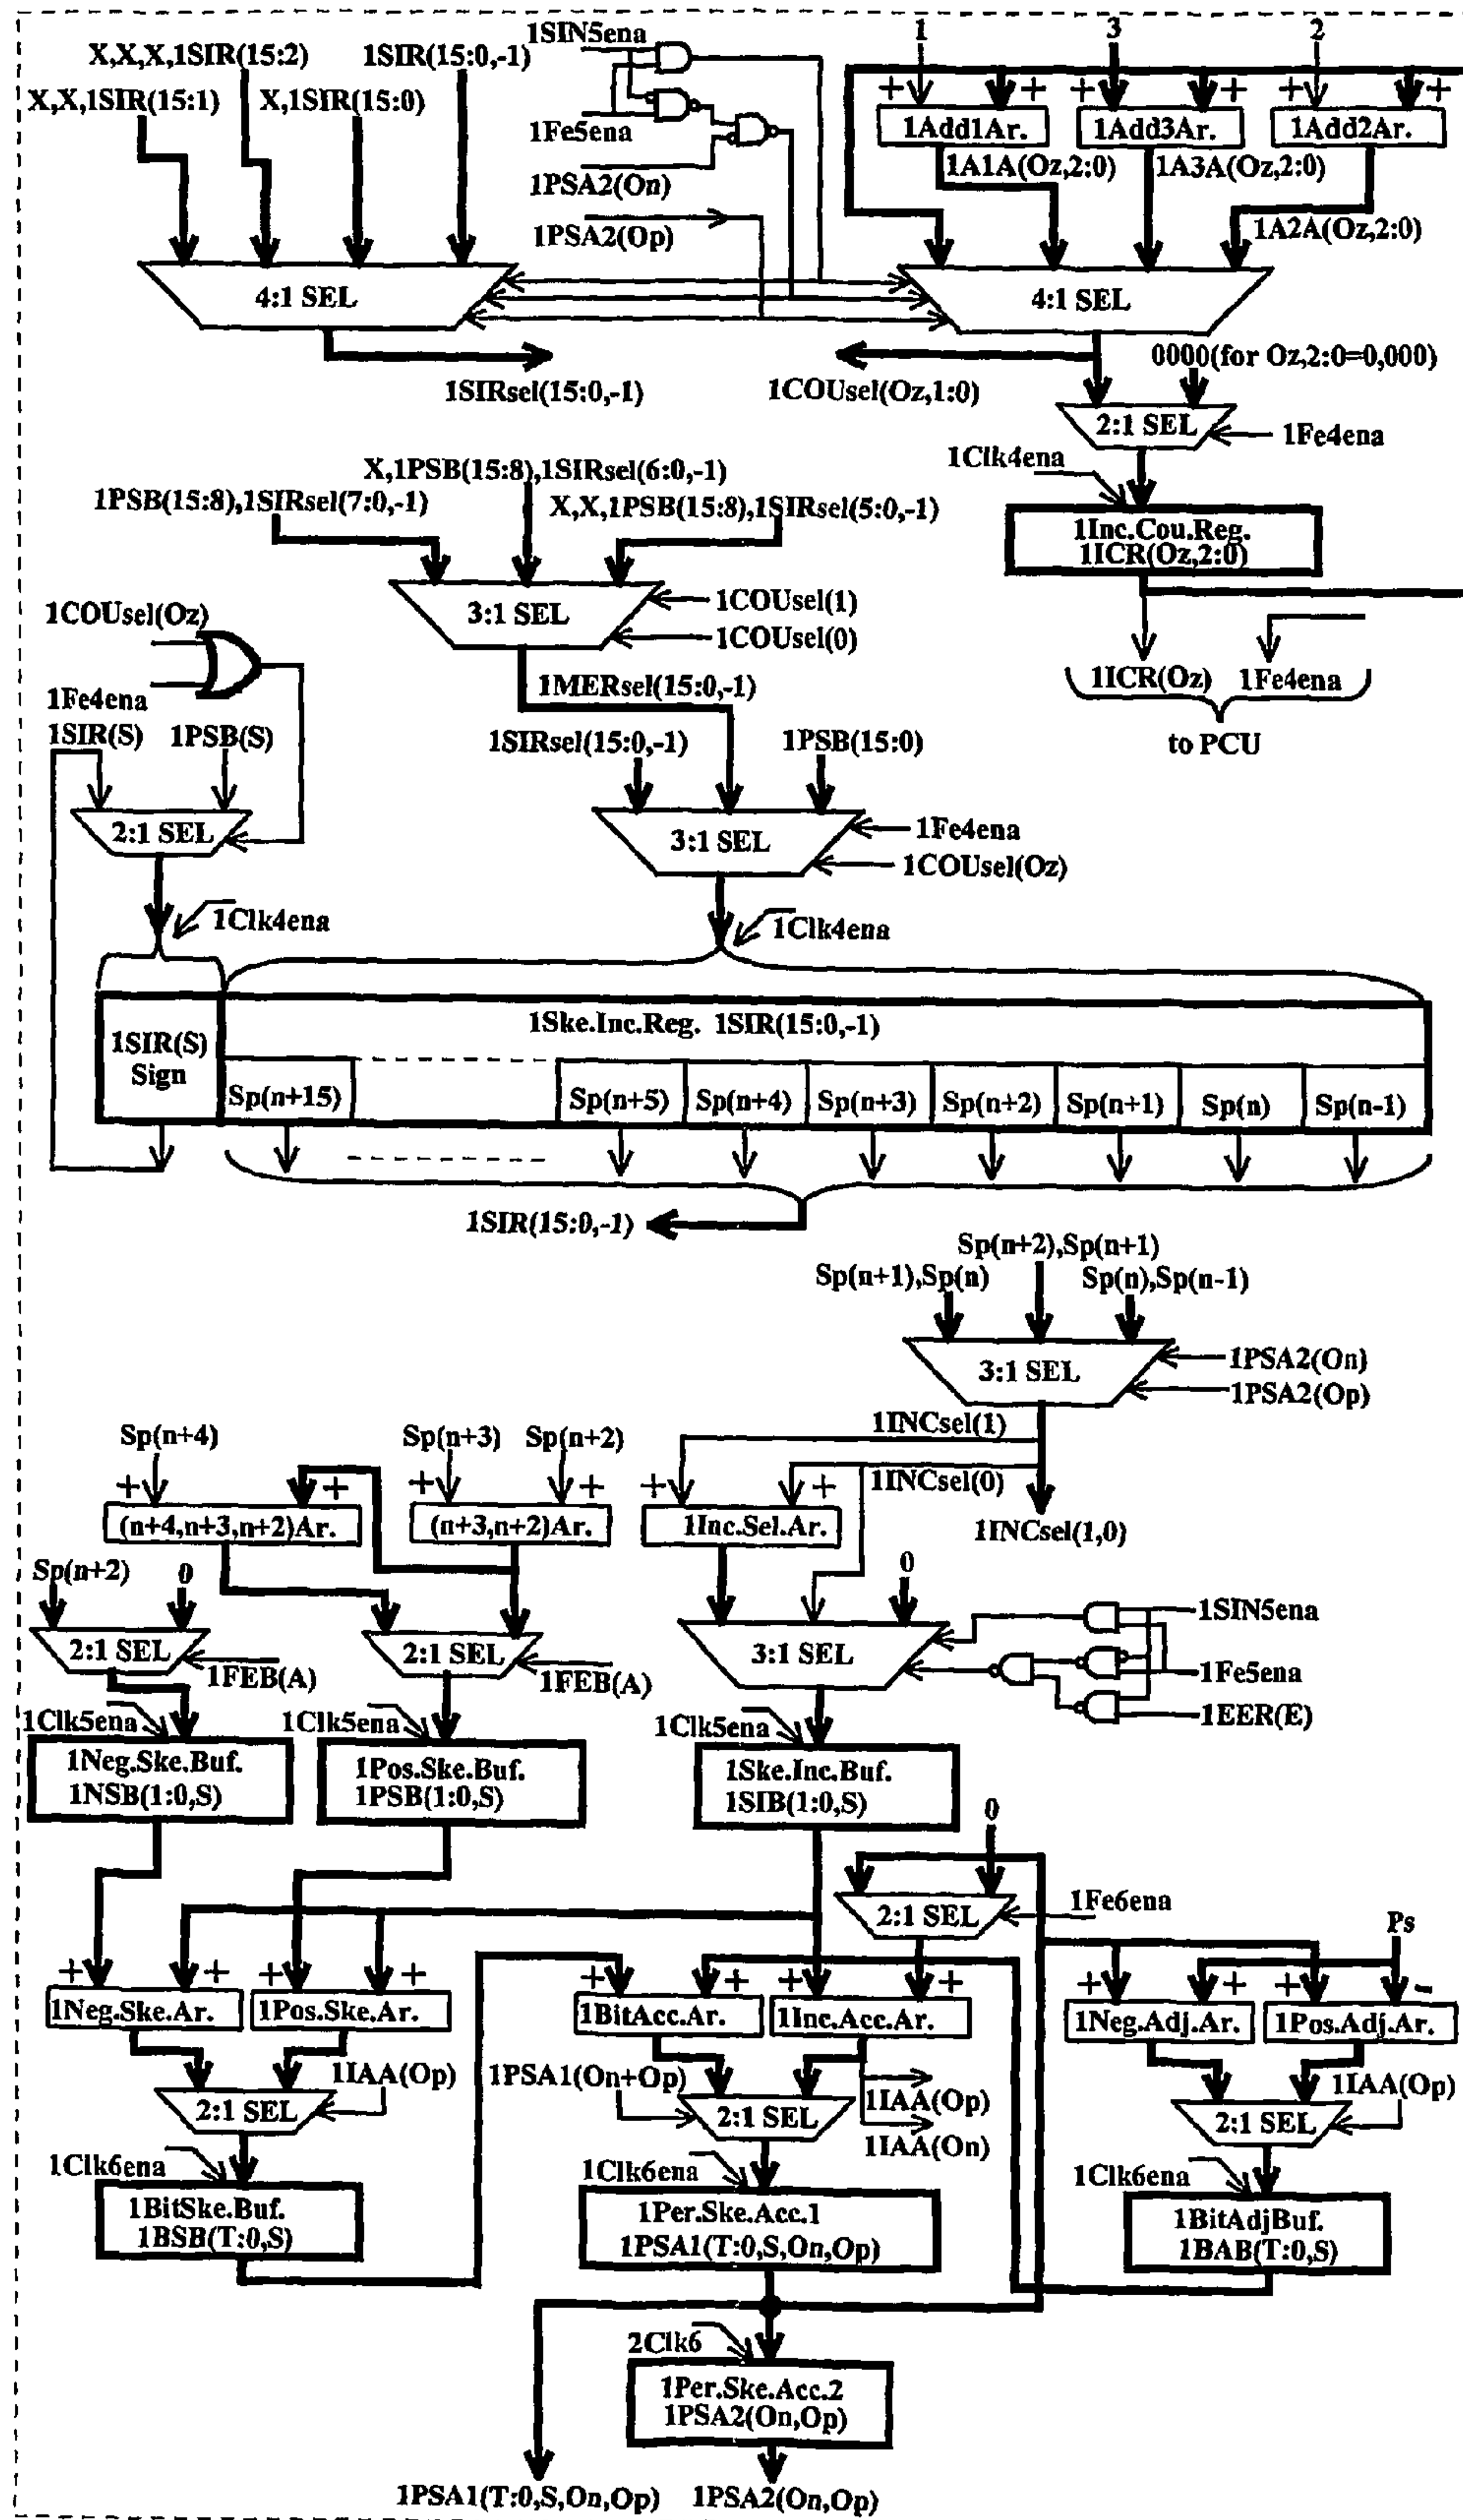 1SIN5ena
1
3
2
X,X,X,1SIR(15:2)
1SIR(15:0,-1)
X,X,1SIR(15:1)
X,1SIR(15:0)
+
+
+
+
+
+
1Fe5ena
1Add1Ar.
1Add3Ar.
1Add2Ar.
1PSA2(On)
1A1A(Oz,2:0)
1A3A(Oz,2:0)
1PSA2(Op)
1A2A(Oz,2:0)
4:1 SEL
4:1 SEL
1SIRsel(15:0,-1)
1COUsel(Oz,1:0)
0000(for Oz,2:0=0,000)
2:1 SEL
1Fe4ena
1Clk4ena
X,1PSB(15:8),1SIRsel(6:0,-1)
1PSB(15:8),1SIRsel(7:0,-1)
X,X,1PSB(15:8),1SIRsel(5:0,-1)
1Inc.Cou.Reg.
1ICR(Oz,2:0)
3:1 SEL
1COUsel(1)
1COUsel(0)
1COUsel(Oz)
1Fe4ena
1MERsel(15:0,-1)
1ICR(Oz)
1Fe4ena
to PCU
1SIR(S)
1PSB(S)
1SIRsel(15:0,-1)
1PSB(15:0)
2:1 SEL
3:1 SEL
1Fe4ena
1COUsel(Oz)
1Clk4ena
1Clk4ena
1Ske.Inc.Reg. 1SIR(15:0,-1)
1SIR(S)
Sign
Sp(n+15)
Sp(n+5)
Sp(n+4)
Sp(n+3)
Sp(n+2)
Sp(n+1)
Sp(n)
Sp(n-1)
1SIR(15:0,-1)
Sp(n+2),Sp(n+1)
Sp(n+1),Sp(n)
Sp(n),Sp(n-1)
3:1 SEL
1PSA2(On)
1PSA2(Op)
1INCsel(1)
1INCsel(0)
1INCsel(1,0)
Sp(n+4)
Sp(n+3)
Sp(n+2)
+
+
+
+
+
+
(n+4,n+3,n+2)Ar.
(n+3,n+2)Ar.
1Inc.Sel.Ar.
Sp(n+2)
0
0
2:1 SEL
1FEB(A)
2:1 SEL
1FEB(A)
3:1 SEL
1SIN5ena
1Fe5ena
1EER(E)
1Clk5ena
1Clk5ena
1Clk5ena
1Neg.Ske.Buf.
1NSB(1:0,S)
1Pos.Ske.Buf.
1PSB(1:0,S)
1Ske.Inc.Buf.
1SIB(1:0,S)
0
2:1 SEL
1Fe6ena
Ps
+
+
+
+
+
+
+
+
+
+
+
-
1Neg.Ske.Ar.
1Pos.Ske.Ar.
1BitAcc.Ar.
1Inc.Acc.Ar.
1Neg.Adj.Ar.
1Pos.Adj.Ar.
1IAA(Op)
1PSA1(On+Op)
1IAA(Op)
1IAA(On)
1IAA(Op)
2:1 SEL
2:1 SEL
2:1 SEL
1Clk6ena
1Clk6ena
1Clk6ena
1BitSke.Buf.
1BSB(T:0,S)
1Per.Ske.Acc.1
1PSA1(T:0,S,On,Op)
1BitAdjBuf.
1BAB(T:0,S)
2Clk6
1Per.Ske.Acc.2
1PSA2(On,Op)
1PSA1(T:0,S,On,Op)
1PSA2(On,Op)